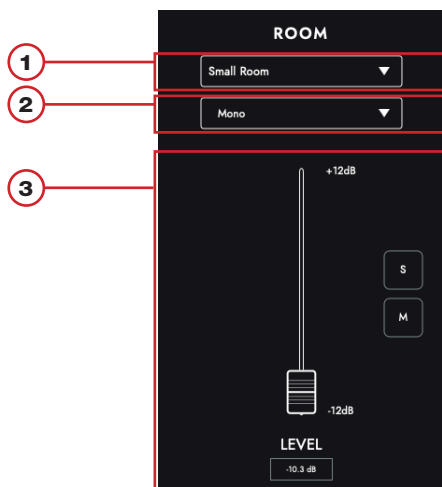 ROOM
1
Small Room
2
Mono
3
+12dB
S
M
-12dB
LEVEL
-10.3 dB